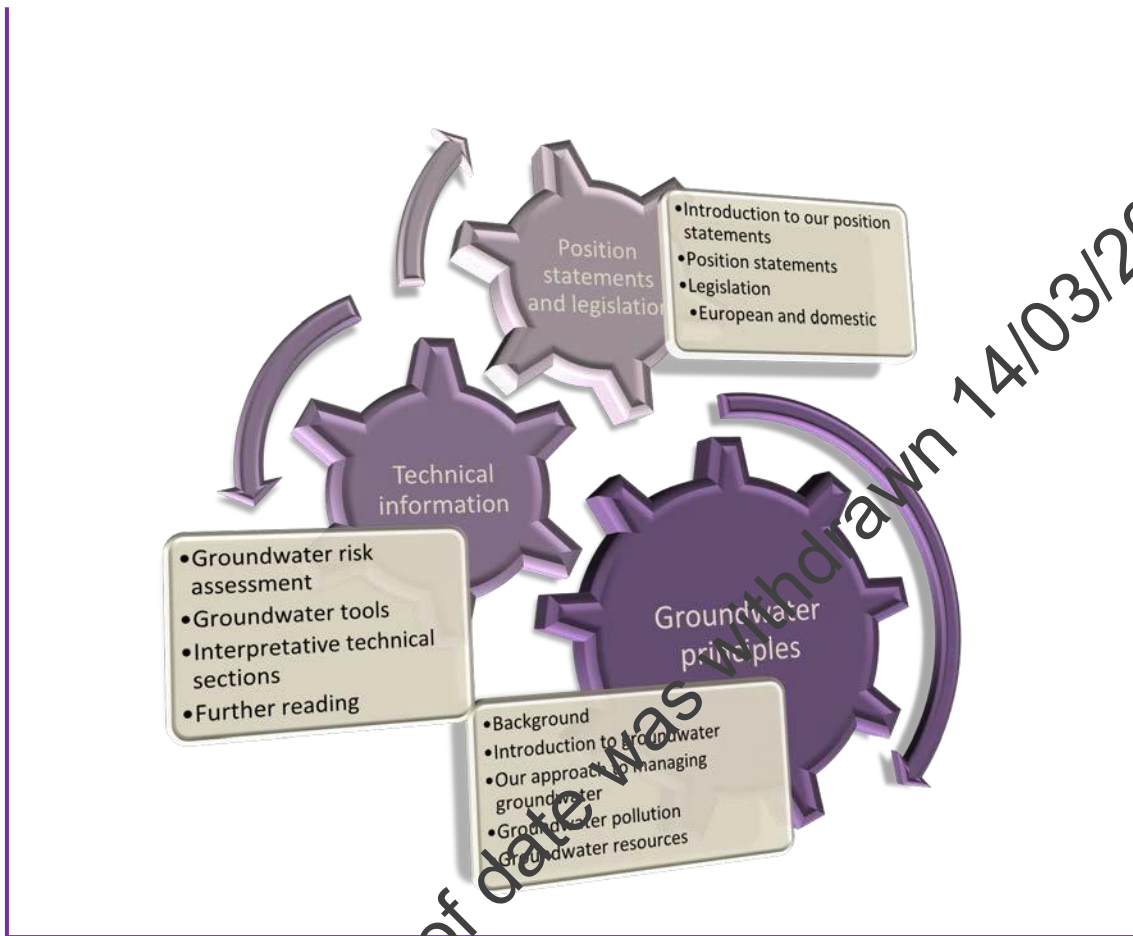 Position
statements
and legislation
•Introduction to our position
statements
•Position statements
•Legislation
•European and domestic
Technical
information
•Groundwater risk
assessment
•Groundwater tools
•Interpretative technical
sections
•Further reading
Groundwater
principles
•Background
•Introduction to groundwater
•Our approach to managing
groundwater
•Groundwater pollution
•Groundwater resources
of date was withdrawn 14/03/2